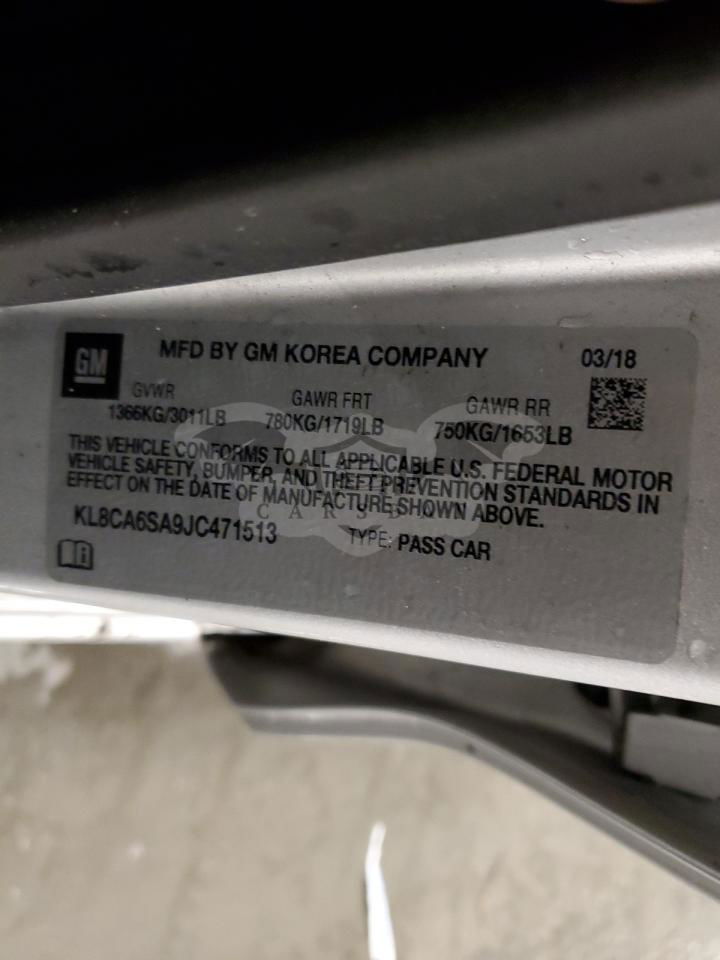 GM
MFD BY GM KOREA COMPANY 03/18
GVWR GAWR FRT GAWR RR
1366KG/3011LB 780KG/1719LB 750KG/1653LB
THIS VEHICLE CONFORMS TO ALL APPLICABLE U.S. FEDERAL MOTOR
VEHICLE SAFETY, BUMPER, AND THEFT PREVENTION STANDARDS IN
EFFECT ON THE DATE OF MANUFACTURE SHOWN ABOVE.
KL8CA6SA9JC471513 TYPE: PASS CAR